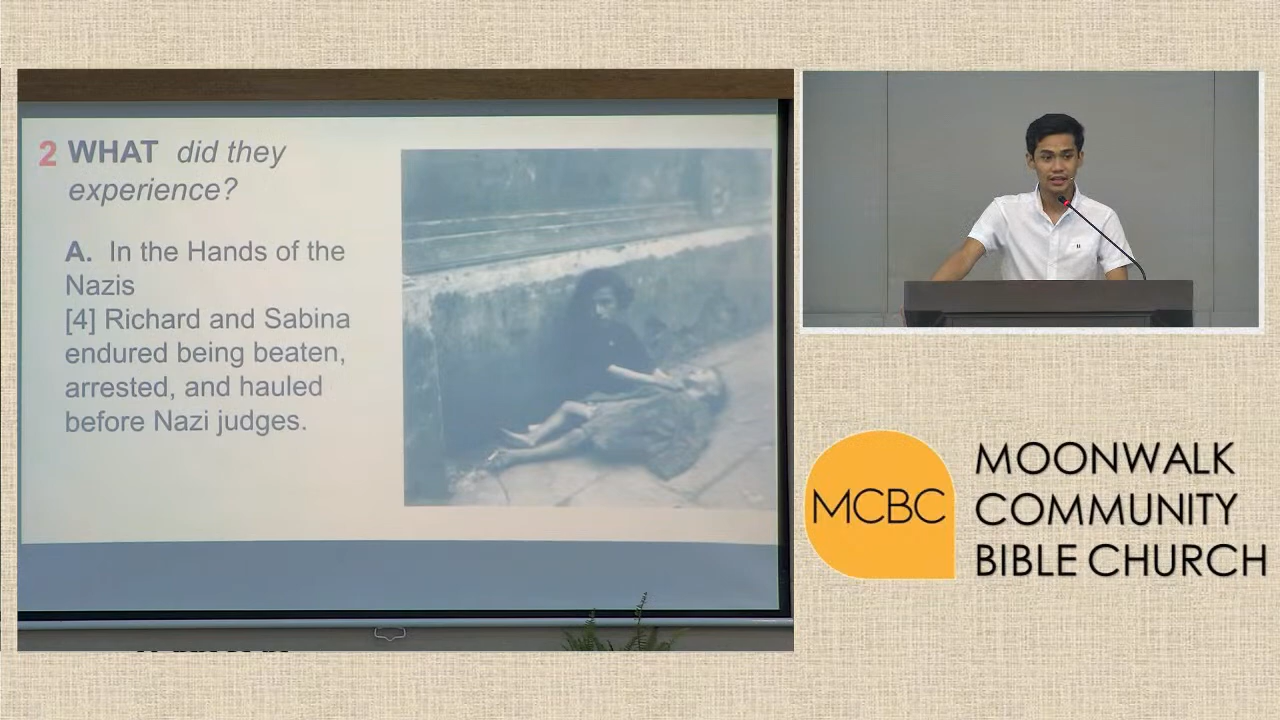 2 WHAT did they
experience?
A. In the Hands of the
Nazis
[4] Richard and Sabina
endured being beaten,
arrested, and hauled
before Nazi judges.
MCBC
MOONWALK
COMMUNITY
BIBLE CHURCH